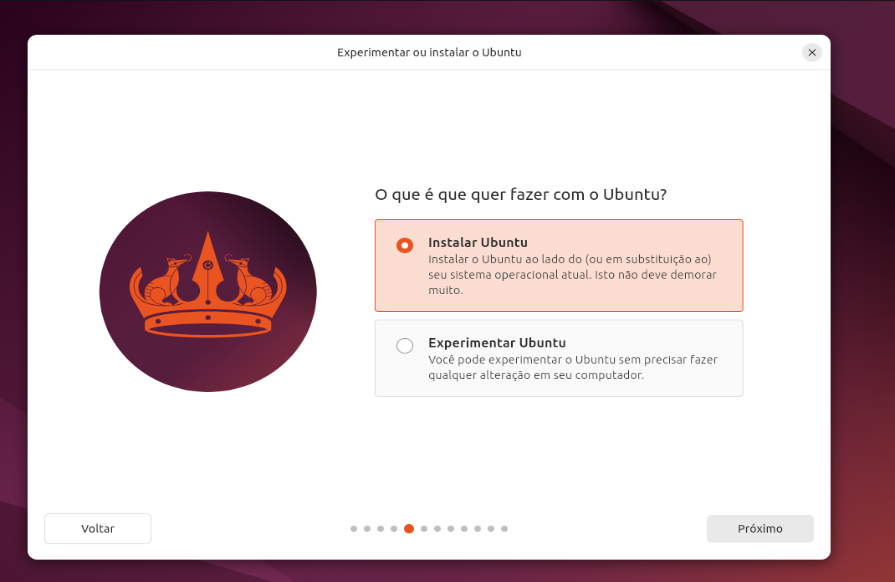 Experimentar ou instalar o Ubuntu
O que é que quer fazer com o Ubuntu?
Instalar Ubuntu
Instalar o Ubuntu ao lado do (ou em substituição ao)
seu sistema operacional atual. Isto não deve demorar
muito.
Experimentar Ubuntu
Você pode experimentar o Ubuntu sem precisar fazer
qualquer alteração em seu computador.
Voltar
Próximo